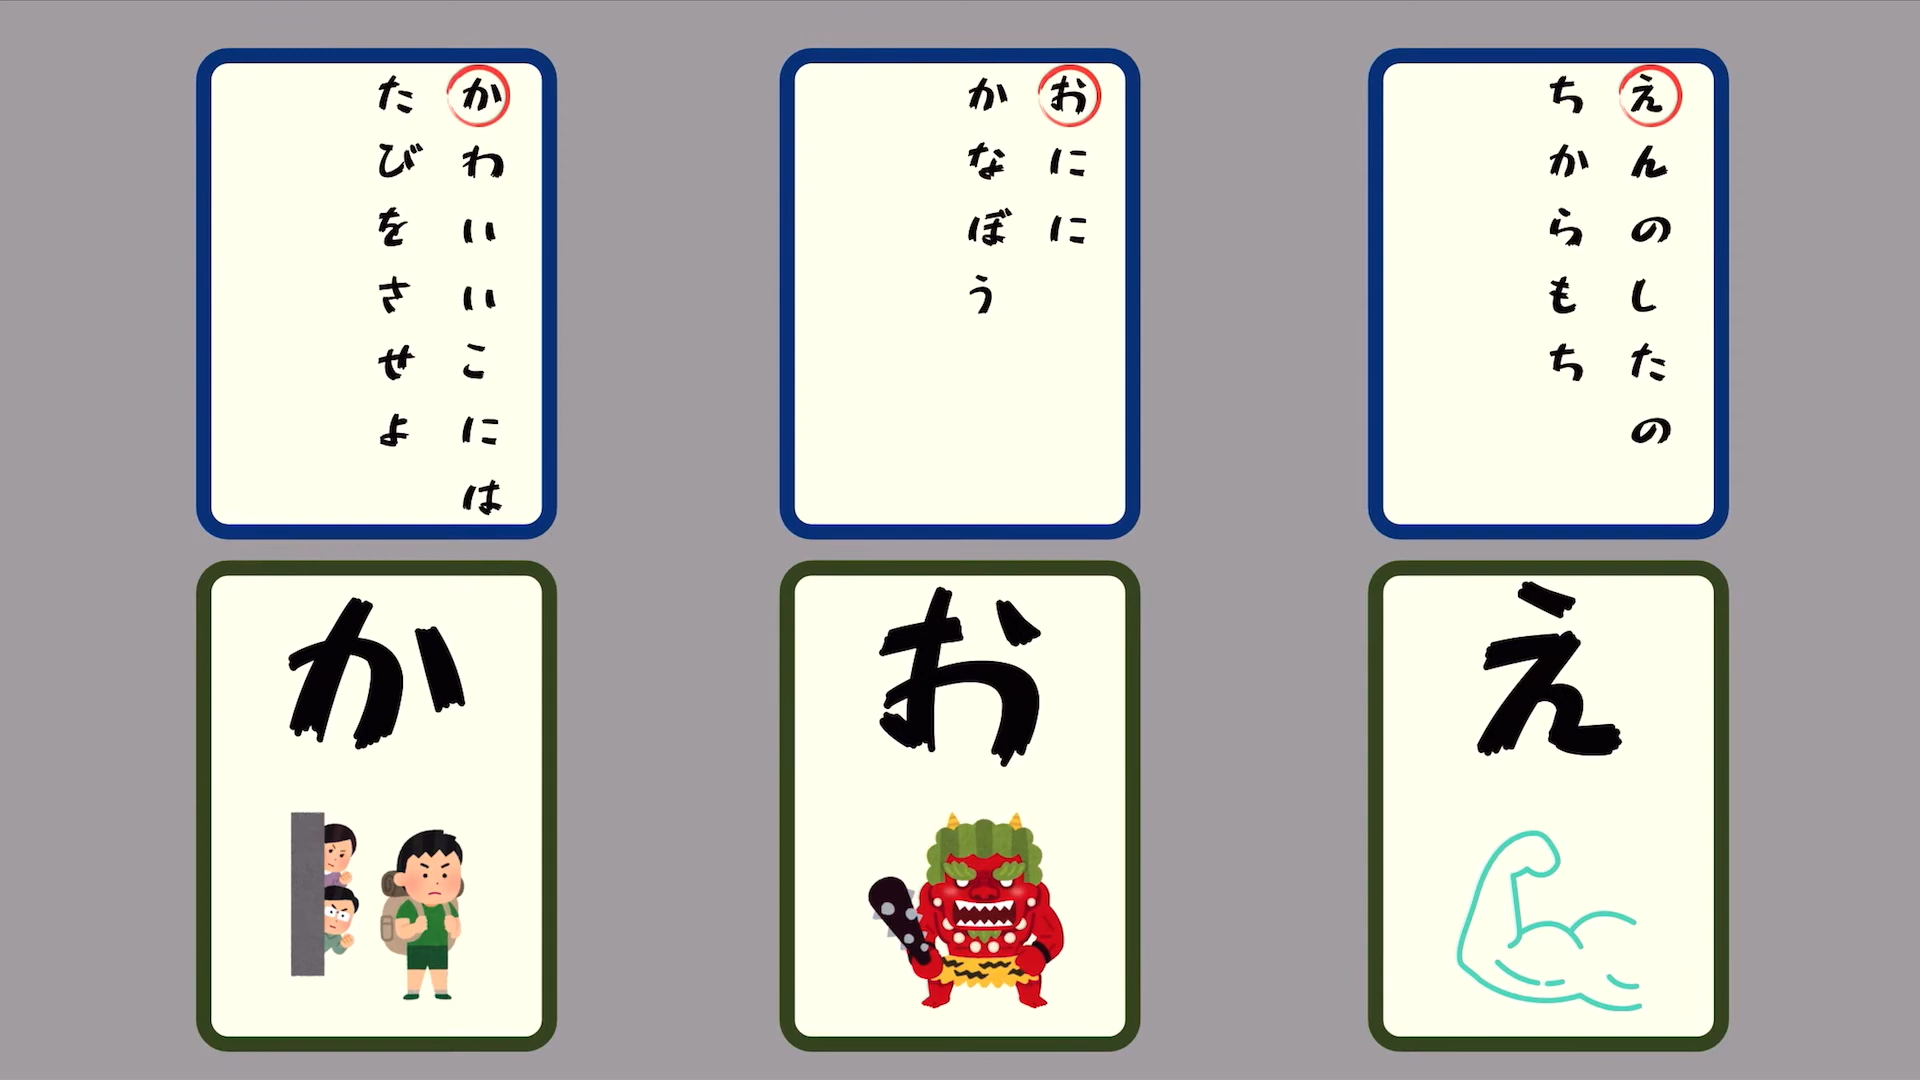 えんのしたの
ちからもち
おにに
かなぼう
かわいいこには
たびをさせよ
え
お
か